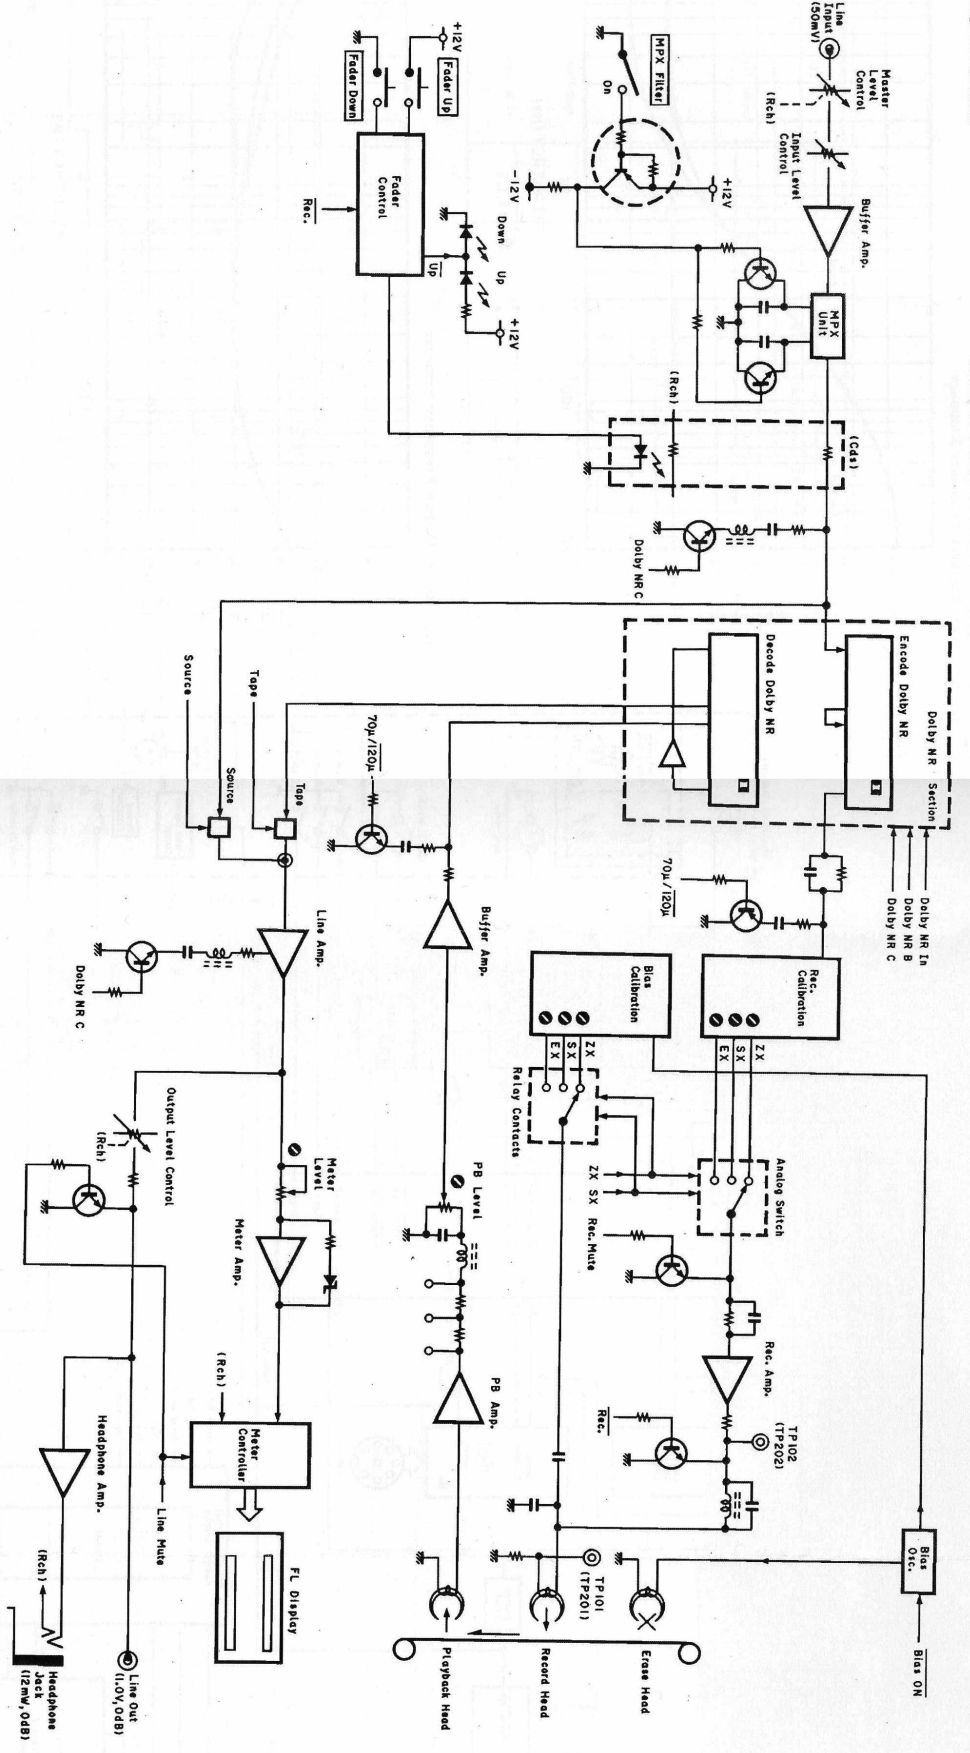 Line
Input
(50mV)
Master
Level
Control
(Rch)
Input Level
Control
Buffer Amp.
MPX
Unit
(Cds)
MPX Filter
On
+12V
-12V
(Rch)
Dolby NR C
+12V
Fader Up
Fader Down
Fader
Control
Rec.
Down
Up
Up
+12V
Dolby NR Section
Encode Dolby NR
Decode Dolby NR
Dolby NR In
Dolby NR B
Dolby NR C
70μ/120μ
Rec.
Calibration
ZX
SX
EX
Analog Switch
Bias
Calibration
ZX
SX
EX
Relay Contacts
ZX
SX
Rec. Mute
Rec. Amp.
Rec.
TP102
(TP202)
Bias
Osc.
Bias ON
TP101
(TP201)
Erase Head
Record Head
Playback Head
70μ/120μ
Buffer Amp.
PB Level
PB Amp.
Tape
Source
Tape
Source
Line Amp.
Dolby NR C
Output Level Control
(Rch)
Meter
Level
Meter Amp.
(Rch)
Meter
Controller
FL Display
Line Mute
Headphone Amp.
(Rch)
Line Out
(1.0V, 0dB)
Headphone
Jack
(12mW, 0dB)